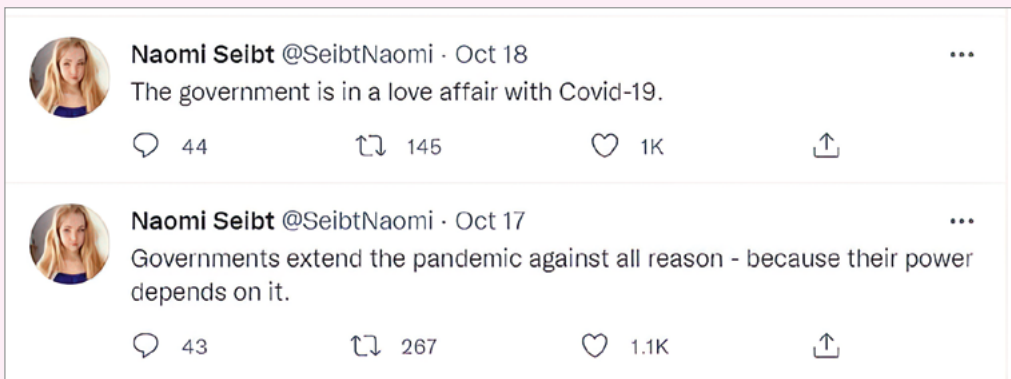 Naomi Seibt @SeibtNaomi · Oct 18
The government is in a love affair with Covid-19.
44 145 1K
Naomi Seibt @SeibtNaomi · Oct 17
Governments extend the pandemic against all reason - because their power
depends on it.
43 267 1.1K